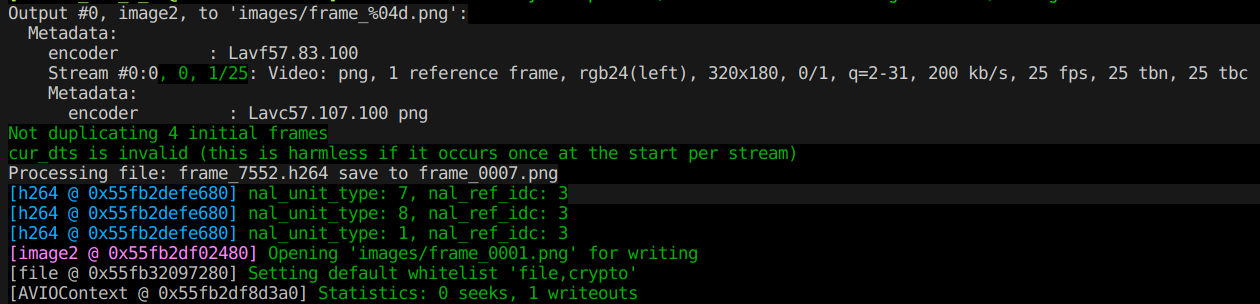 Output #0, image2, to 'images/frame_%04d.png':
  Metadata:
    encoder         : Lavf57.83.100
    Stream #0:0, 0, 1/25: Video: png, 1 reference frame, rgb24(left), 320x180, 0/1, q=2-31, 200 kb/s, 25 fps, 25 tbn, 25 tbc
    Metadata:
      encoder         : Lavc57.107.100 png
Not duplicating 4 initial frames
cur_dts is invalid (this is harmless if it occurs once at the start per stream)
Processing file: frame_7552.h264 save to frame_0007.png
[h264 @ 0x55fb2defe680] nal_unit_type: 7, nal_ref_idc: 3
[h264 @ 0x55fb2defe680] nal_unit_type: 8, nal_ref_idc: 3
[h264 @ 0x55fb2defe680] nal_unit_type: 1, nal_ref_idc: 3
[image2 @ 0x55fb2df02480] Opening 'images/frame_0001.png' for writing
[file @ 0x55fb32097280] Setting default whitelist 'file,crypto'
[AVIOContext @ 0x55fb2df8d3a0] Statistics: 0 seeks, 1 writeouts